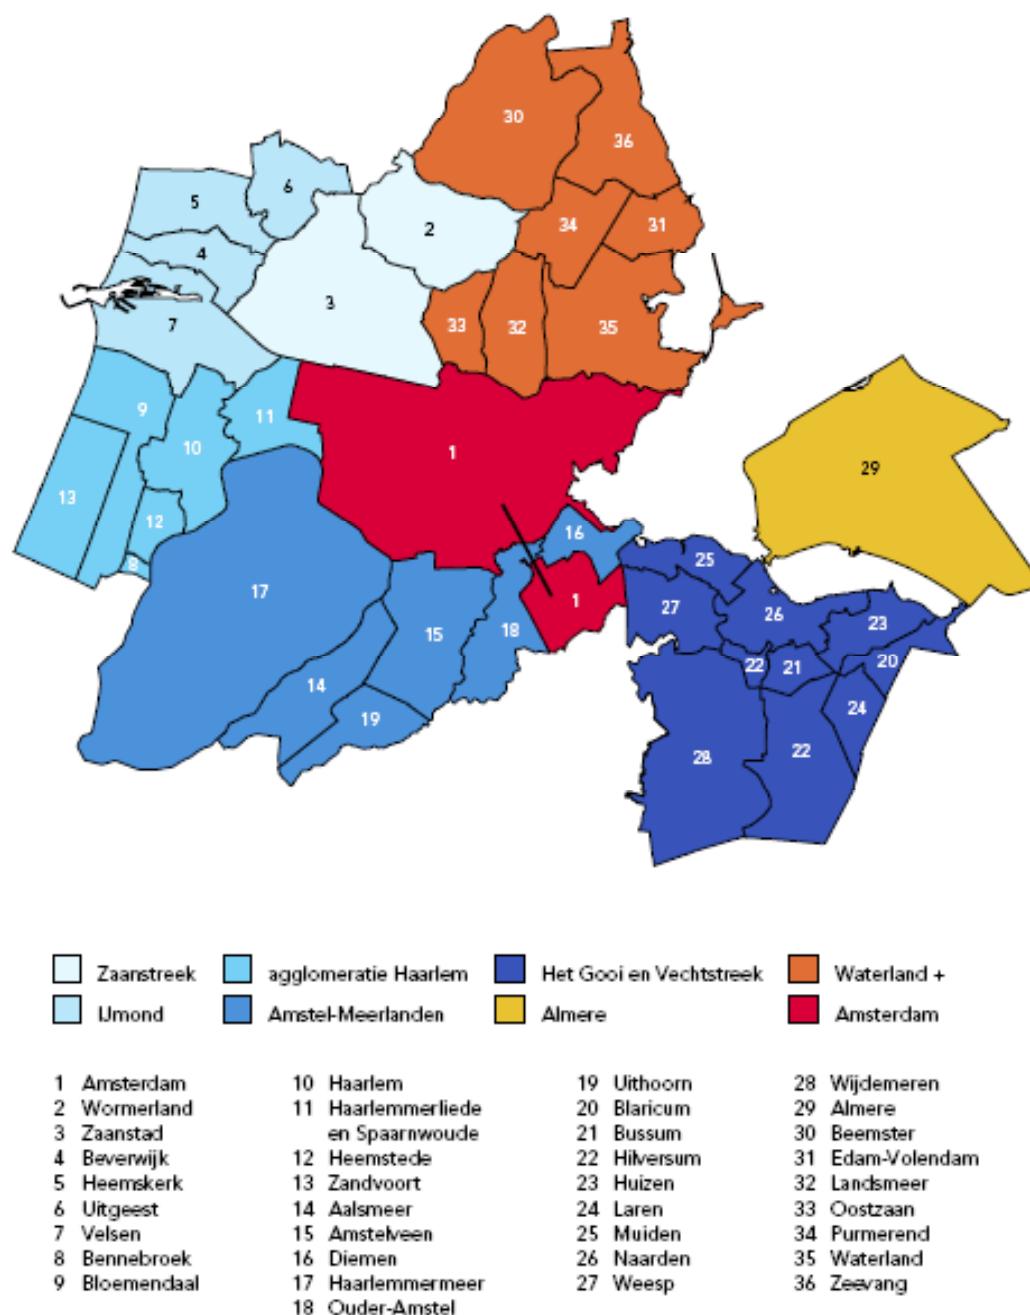 30
36
6
5
2
34
31
4
3
7
33
32
35
9
11
10
1
29
13
12
16
8
25
17
27
1
26
15
18
23
22
21
20
14
24
19
28
22
Zaanstreek
agglomeratie Haarlem
Het Gooi en Vechtstreek
Waterland +
IJmond
Amstel-Meerlanden
Almere
Amsterdam
1 Amsterdam
2 Wormerland
3 Zaanstad
4 Beverwijk
5 Heemskerk
6 Uitgeest
7 Velsen
8 Bennebroek
9 Bloemendaal
10 Haarlem
11 Haarlemmerliede
en Spaarnwoude
12 Heemstede
13 Zandvoort
14 Aalsmeer
15 Amstelveen
16 Diemen
17 Haarlemmermeer
18 Ouder-Amstel
19 Uithoorn
20 Blaricum
21 Bussum
22 Hilversum
23 Huizen
24 Laren
25 Muiden
26 Naarden
27 Weesp
28 Wijdemeren
29 Almere
30 Beemster
31 Edam-Volendam
32 Landsmeer
33 Oostzaan
34 Purmerend
35 Waterland
36 Zeevang